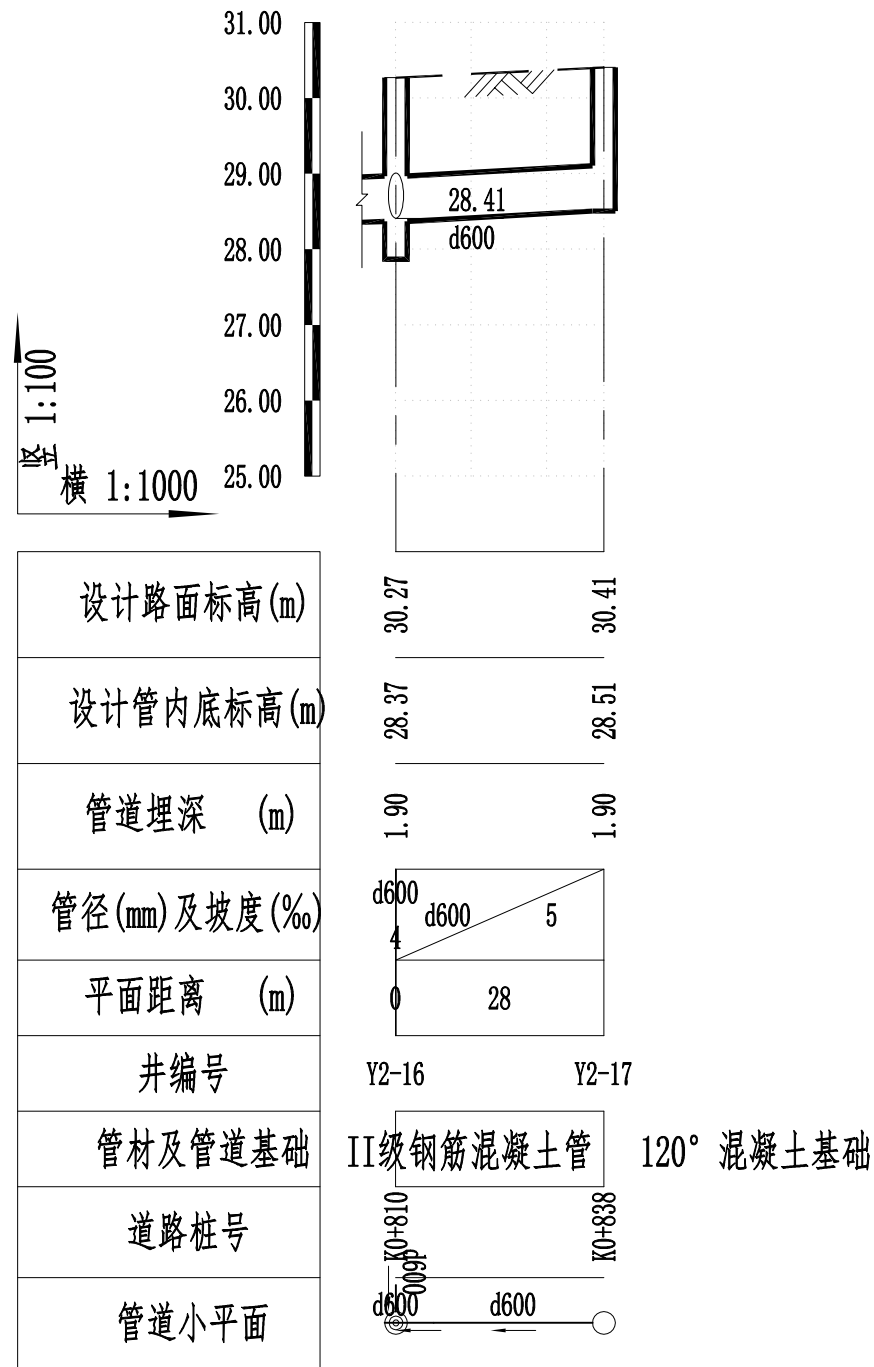 31.00
30.00
29.00
28.00
27.00
26.00
25.00
28.41
d600
竖 1:100
横 1:1000
设计路面标高(m)
30.27
30.41
设计管内底标高(m)
28.37
28.51
管道埋深 (m)
1.90
1.90
管径(mm)及坡度(‰)
d600
4
d600
5
平面距离 (m)
0
28
井编号
Y2-16
Y2-17
管材及管道基础
II级钢筋混凝土管
120° 混凝土基础
道路桩号
K0+810
K0+838
管道小平面
d600
d600
d600